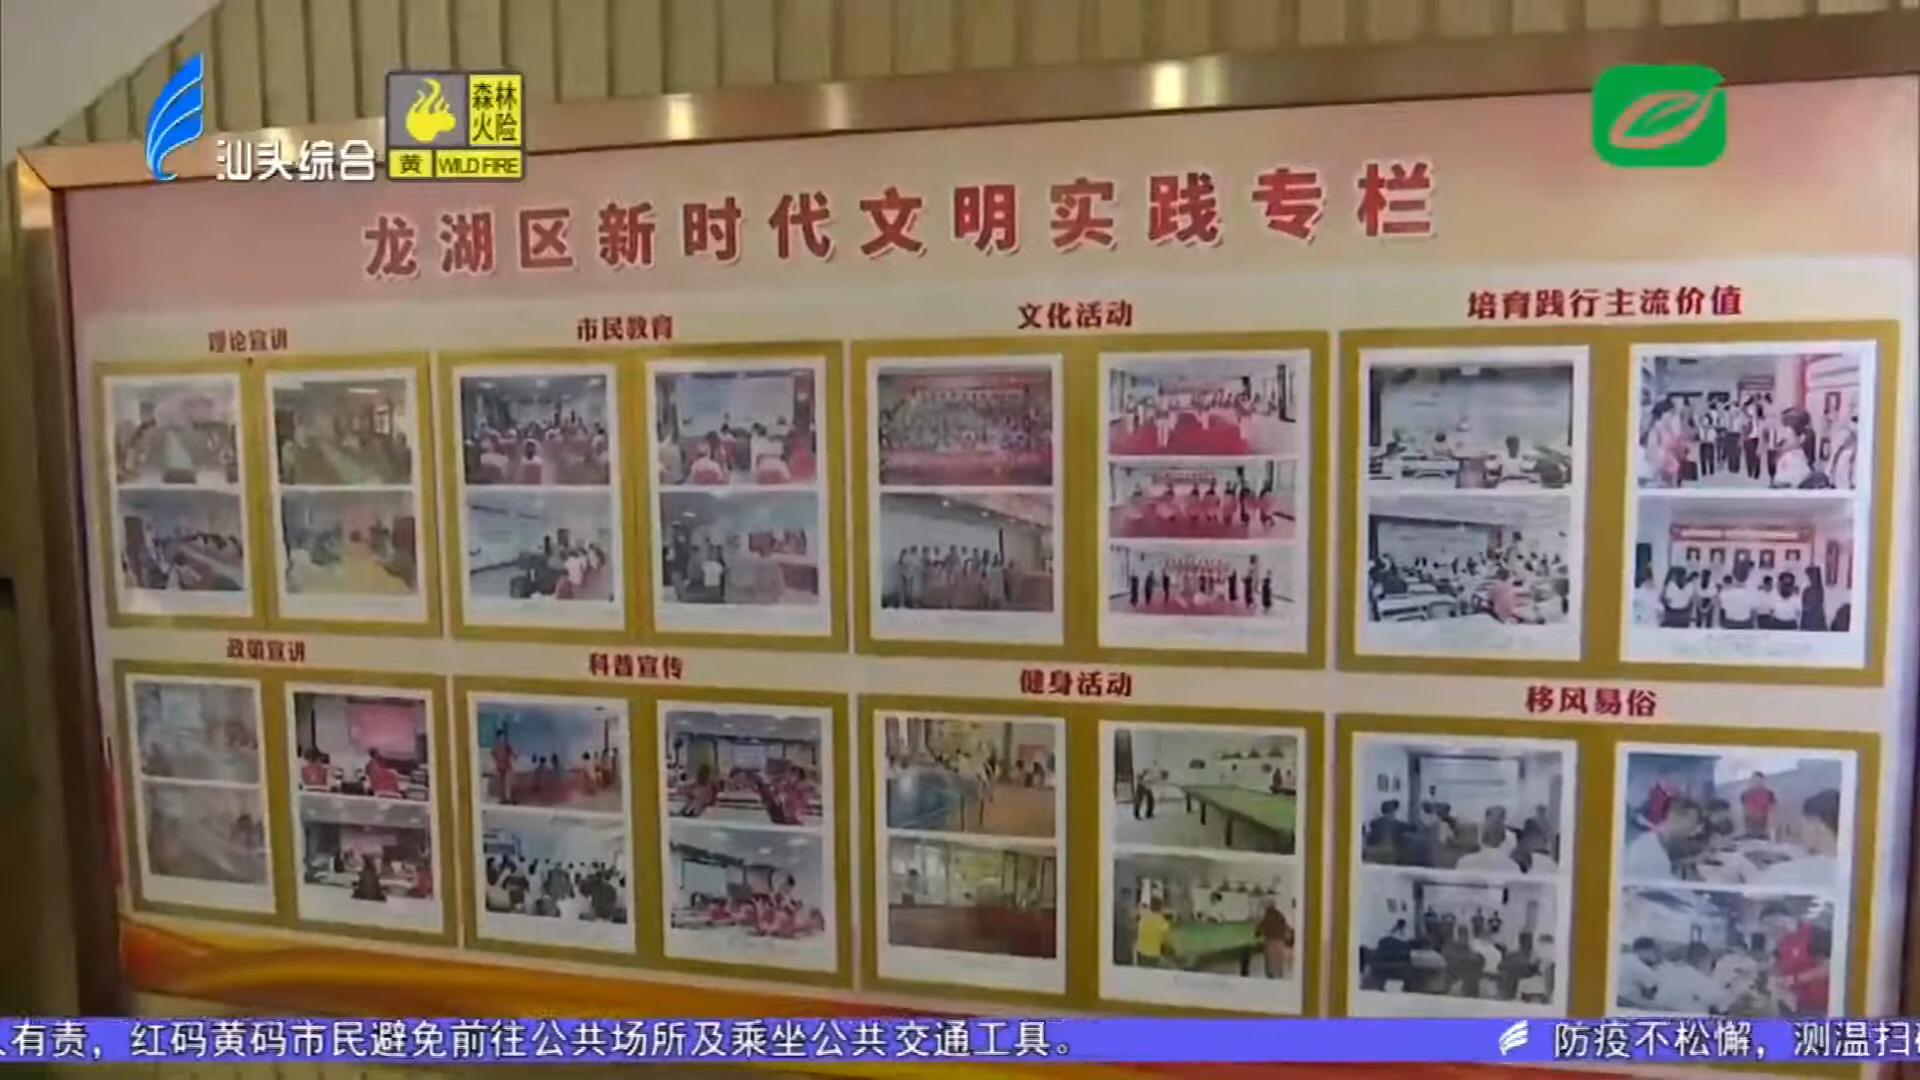 汕头综合
森林火险
黄 WILD FIRE
龙湖区新时代文明实践专栏
理论宣讲 市民教育 文化活动 培育践行主流价值
政策宣讲 科普宣传 健身活动 移风易俗
有责，红码黄码市民避免前往公共场所及乘坐公共交通工具。 防疫不松懈，测温扫